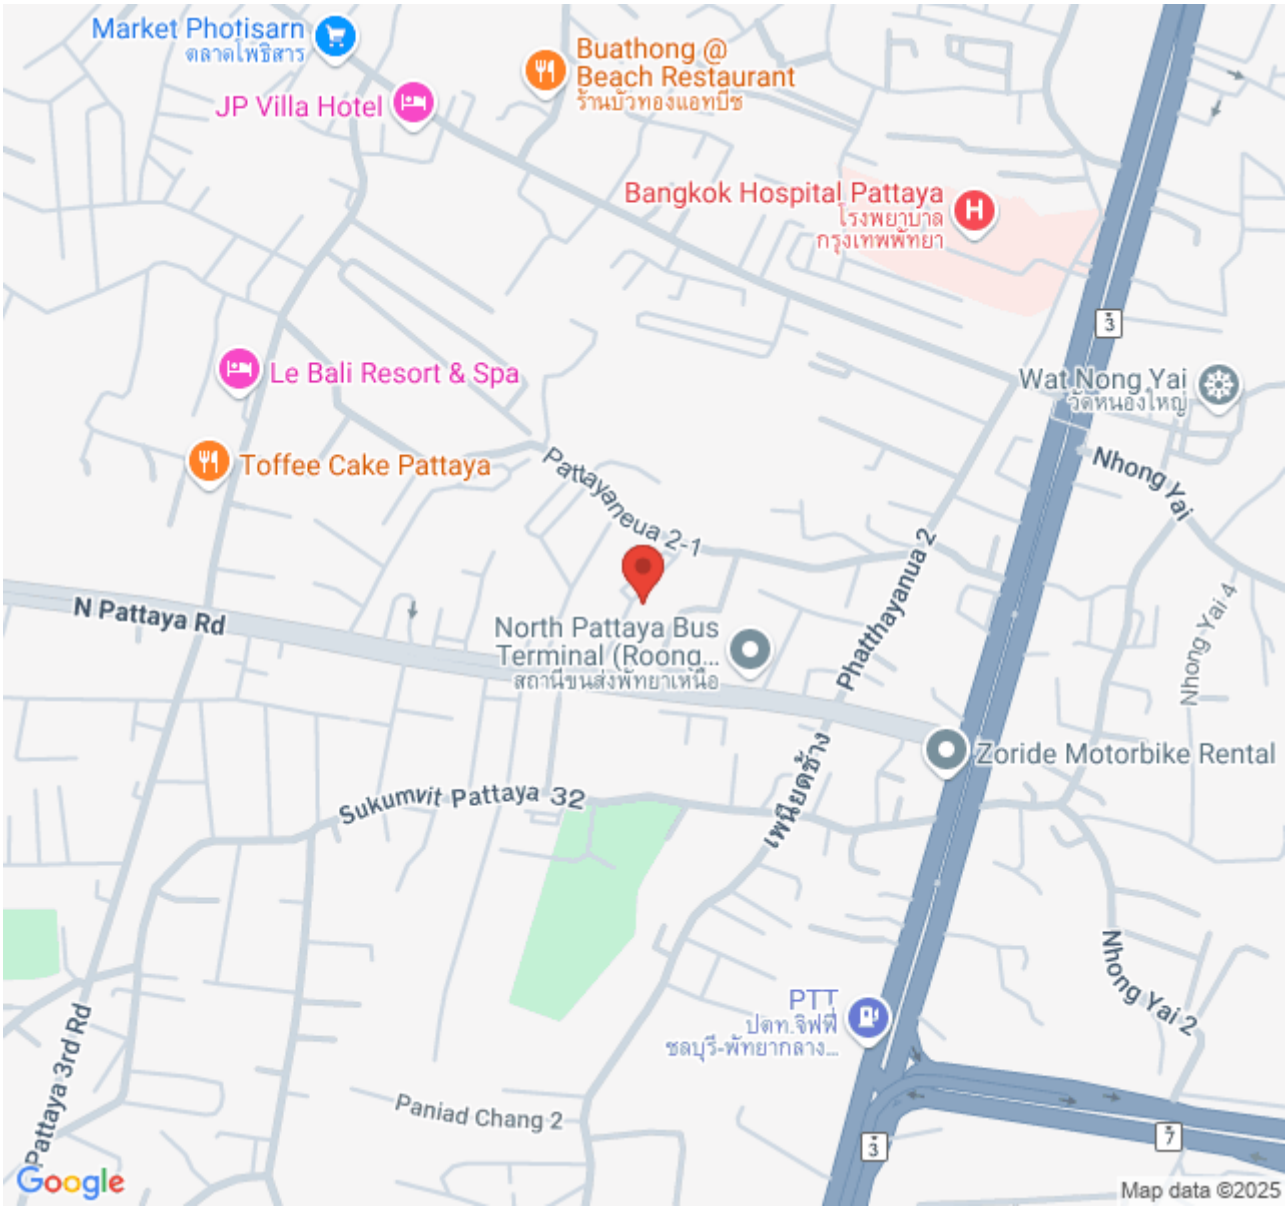 Market Photisarn
ตลาดโพธิสาร
Buathong @
Beach Restaurant
ร้านบัวทองแอทบีช
JP Villa Hotel
Bangkok Hospital Pattaya
โรงพยาบาล
กรุงเทพพัทยา
3
Le Bali Resort & Spa
Wat Nong Yai
วัดหนองใหญ่
Toffee Cake Pattaya
Pattayaneua 2-1
Nhong Yai
Phatthayanua 2
Nhong Yai 4
N Pattaya Rd
North Pattaya Bus
Terminal (Roong...
สถานีขนส่งพัทยาเหนือ
Zoride Motorbike Rental
Sukumvit Pattaya 32
เพนียดช้าง
Nhong Yai 2
PTT
ปตท.จิฟฟี่
ชลบุรี-พัทยากลาง...
Pattaya 3rd Rd
Paniad Chang 2
3
7
Google
Map data ©2025